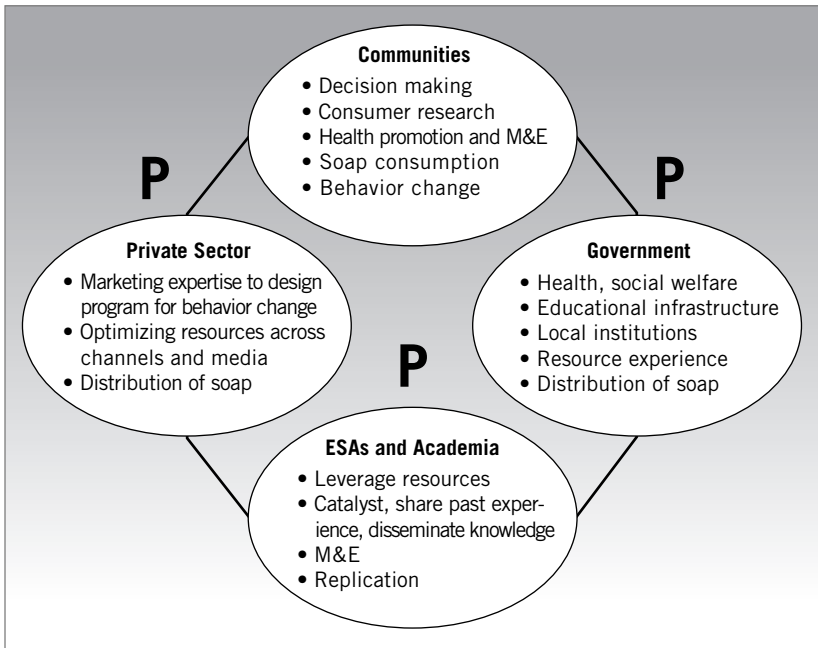 Communities
• Decision making
• Consumer research
• Health promotion and M&E
• Soap consumption
• Behavior change
P
P
Private Sector
• Marketing expertise to design
program for behavior change
• Optimizing resources across
channels and media
• Distribution of soap
Government
• Health, social welfare
• Educational infrastructure
• Local institutions
• Resource experience
• Distribution of soap
P
ESAs and Academia
• Leverage resources
• Catalyst, share past exper-
ience, disseminate knowledge
• M&E
• Replication